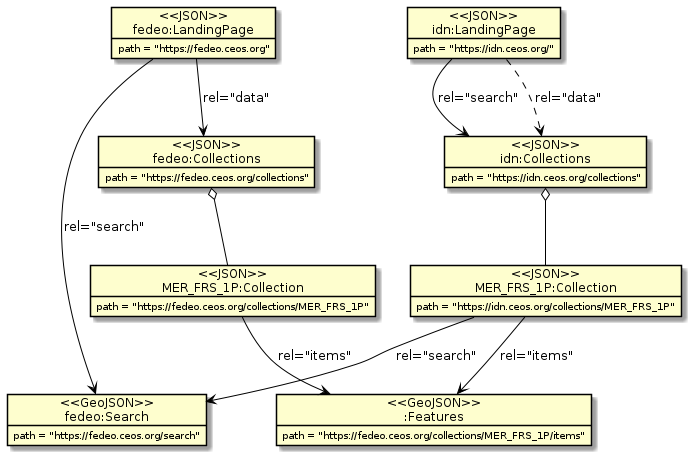 <<JSON>>
fedeo:LandingPage
path = "https://fedeo.ceos.org"
<<JSON>>
idn:LandingPage
path = "https://idn.ceos.org/"
rel="data"
rel="search"
rel="data"
<<JSON>>
fedeo:Collections
path = "https://fedeo.ceos.org/collections"
<<JSON>>
idn:Collections
path = "https://idn.ceos.org/collections"
rel="search"
<<JSON>>
MER_FRS_1P:Collection
path = "https://fedeo.ceos.org/collections/MER_FRS_1P"
<<JSON>>
MER_FRS_1P:Collection
path = "https://idn.ceos.org/collections/MER_FRS_1P"
rel="items"
rel="search"
rel="items"
<<GeoJSON>>
fedeo:Search
path = "https://fedeo.ceos.org/search"
<<GeoJSON>>
:Features
path = "https://fedeo.ceos.org/collections/MER_FRS_1P/items"